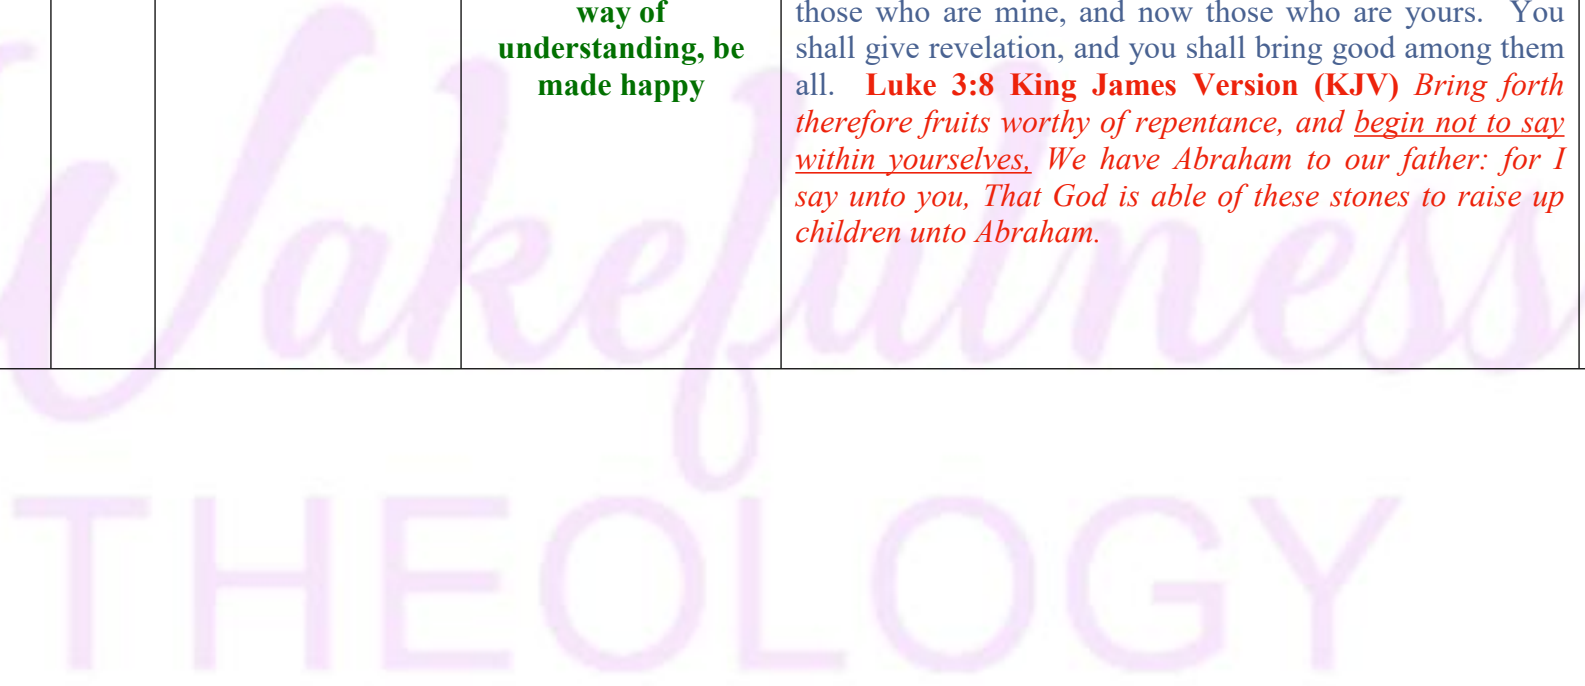 way of
understanding, be
made happy
those who are mine, and now those who are yours. You
shall give revelation, and you shall bring good among them
all. Luke 3:8 King James Version (KJV) Bring forth
therefore fruits worthy of repentance, and begin not to say
within yourselves, We have Abraham to our father: for I
say unto you, That God is able of these stones to raise up
children unto Abraham.
Wakefulness
THEOLOGY